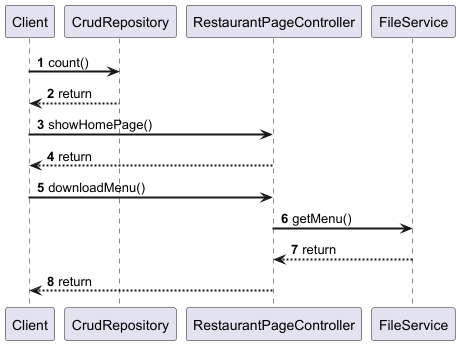 Client CrudRepository RestaurantPageController FileService
1 count()
2 return
3 showHomePage()
4 return
5 downloadMenu()
6 getMenu()
7 return
8 return
Client CrudRepository RestaurantPageController FileService